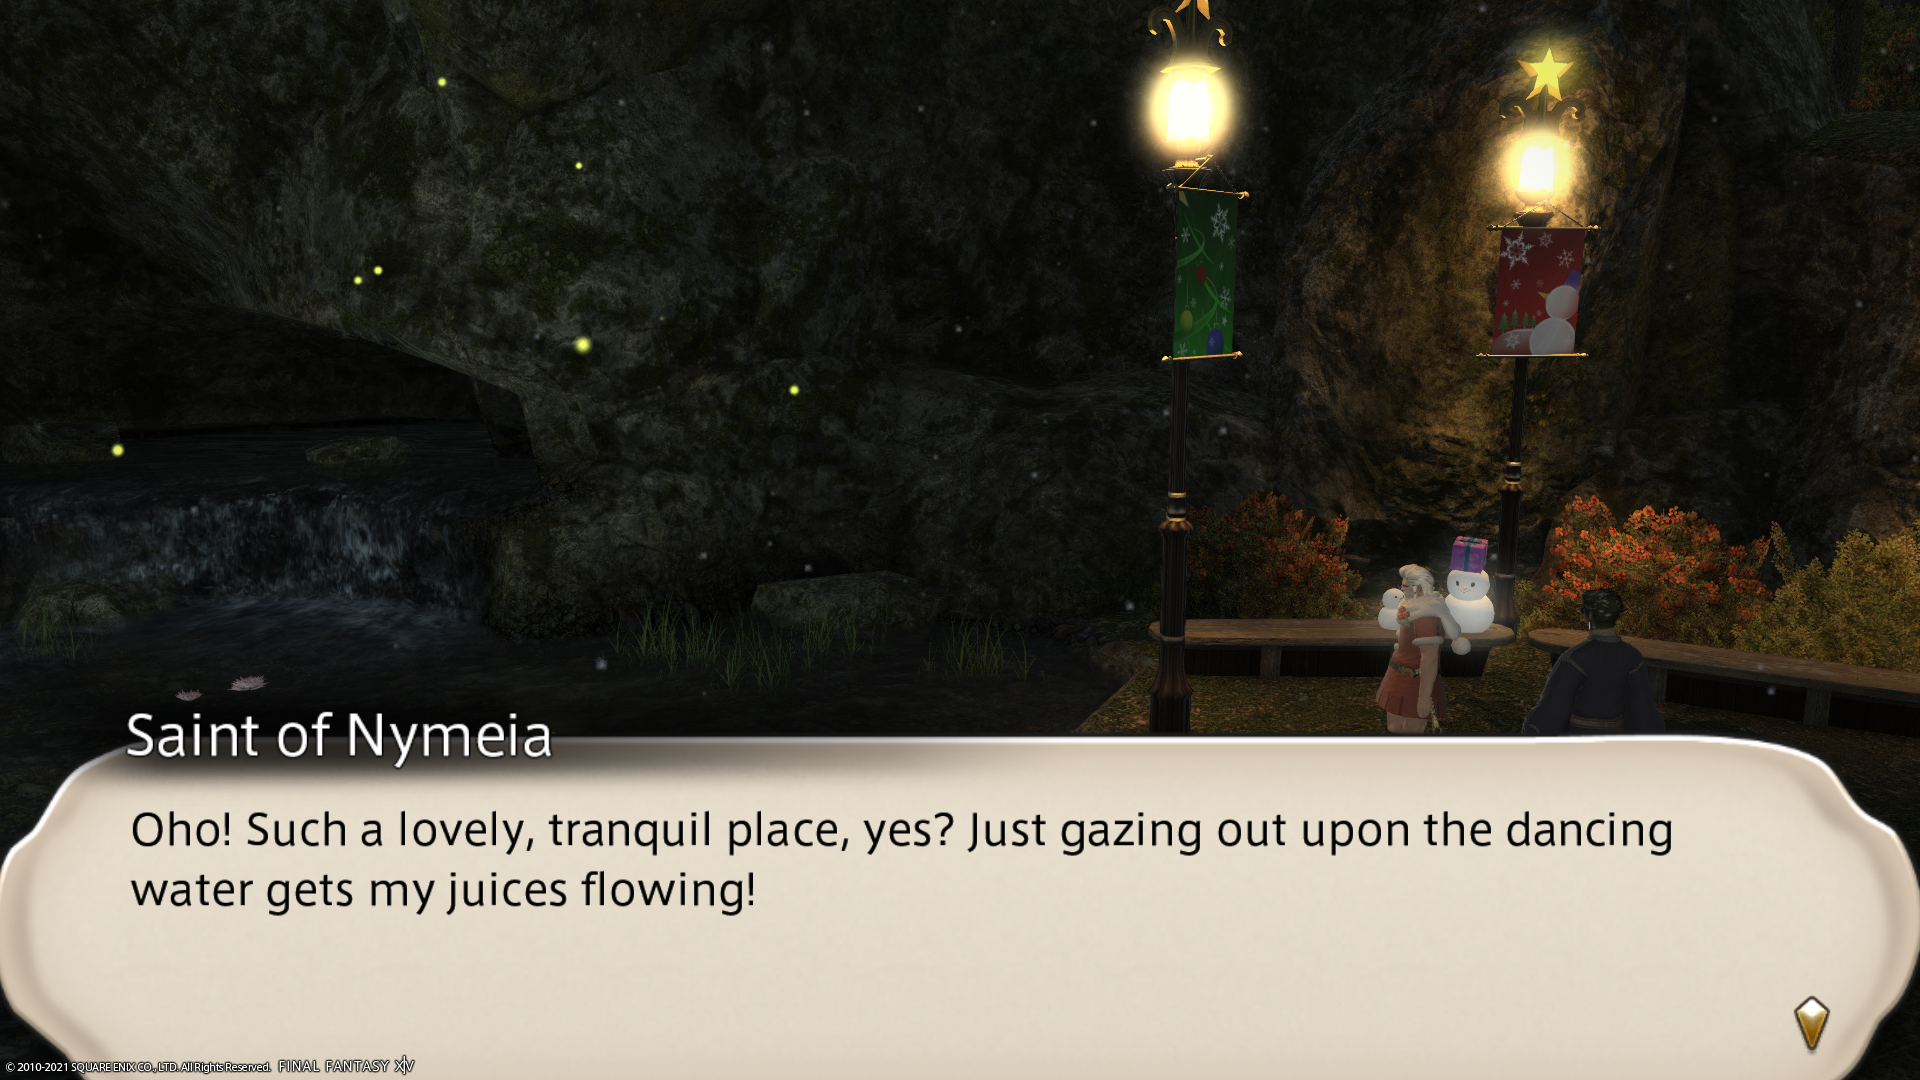 Saint of Nymeia
Oho! Such a lovely, tranquil place, yes? Just gazing out upon the dancing
water gets my juices flowing!
© 2010-2021 SQUARE ENIX CO., LTD. All Rights Reserved. FINAL FANTASY XIV